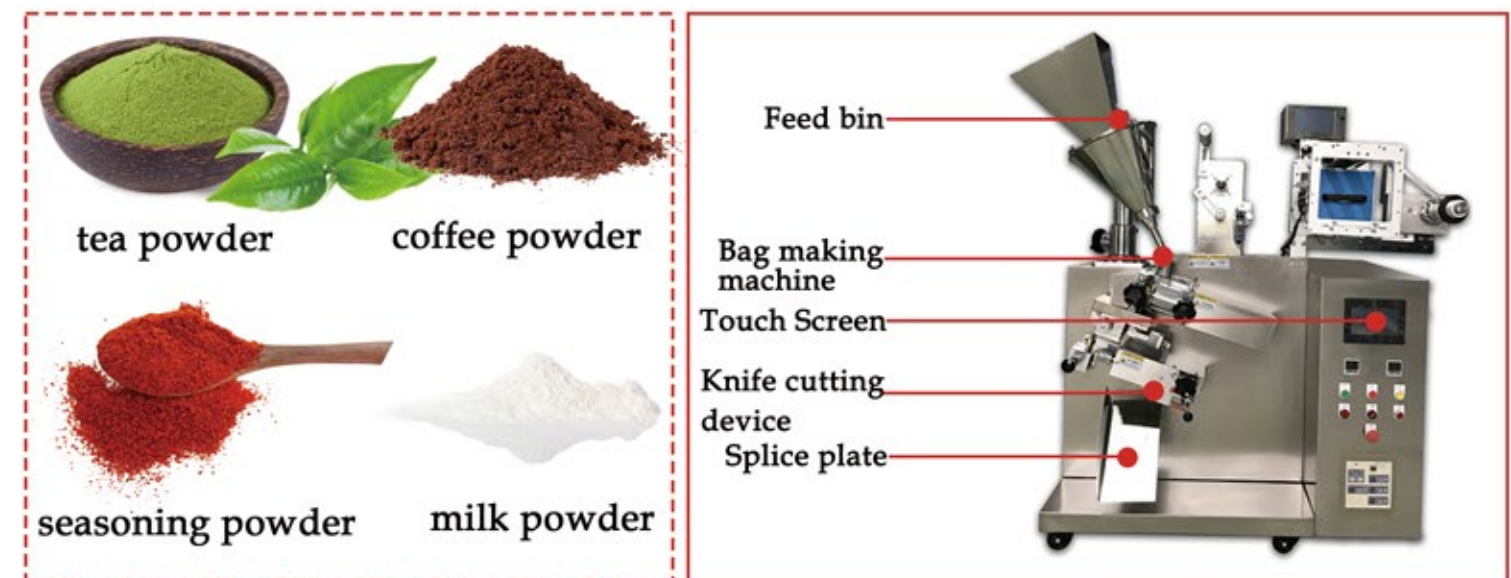 tea powder
coffee powder
seasoning powder
milk powder
Feed bin
Bag making
machine
Touch Screen
Knife cutting
device
Splice plate